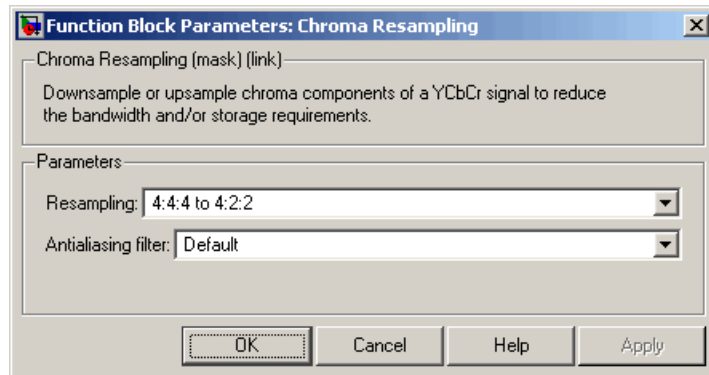 Function Block Parameters: Chroma Resampling
Chroma Resampling (mask) (link)
Downsample or upsample chroma components of a YCbCr signal to reduce
the bandwidth and/or storage requirements.
Parameters
Resampling: 4:4:4 to 4:2:2
Antialiasing filter: Default
OK Cancel Help Apply